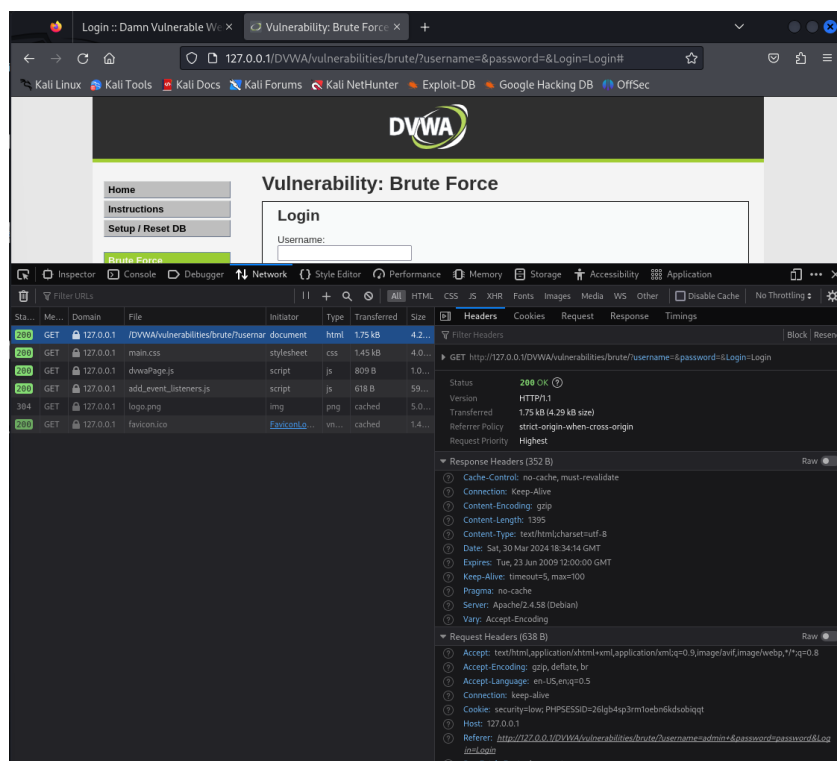 Login :: Damn Vulnerable We
Vulnerability: Brute Force
127.0.0.1/DVWA/vulnerabilities/brute/?username=&password=&Login=Login#
Kali Linux Kali Tools Kali Docs Kali Forums Kali NetHunter Exploit-DB Google Hacking DB OffSec
DVWA
Home
Instructions
Setup / Reset DB
Brute Force
Vulnerability: Brute Force
Login
Username:
Inspector Console Debugger Network Style Editor Performance Memory Storage Accessibility Application
Filter URLs
All HTML CSS JS XHR Fonts Images Media WS Other Disable Cache No Throttling
Sta... Me... Domain File Initiator Type Transferred Size
200 GET 127.0.0.1 /DVWA/vulnerabilities/brute/?usernar document html 1.75 kB 4.2...
200 GET 127.0.0.1 main.css stylesheet css 1.45 kB 4.0...
200 GET 127.0.0.1 dvwaPage.js script js 809 B 1.0...
200 GET 127.0.0.1 add_event_listeners.js script js 618 B 59...
304 GET 127.0.0.1 logo.png img png cached 5.0...
200 GET 127.0.0.1 favicon.ico FaviconLo... vn... cached 1.4...
Headers Cookies Request Response Timings
Filter Headers Block Resen
GET http://127.0.0.1/DVWA/vulnerabilities/brute/?username=&password=&Login=Login
Status 200 OK
Version HTTP/1.1
Transferred 1.75 kB (4.29 kB size)
Referrer Policy strict-origin-when-cross-origin
Request Priority Highest
Response Headers (352 B) Raw
Cache-Control: no-cache, must-revalidate
Connection: Keep-Alive
Content-Encoding: gzip
Content-Length: 1395
Content-Type: text/html;charset=utf-8
Date: Sat, 30 Mar 2024 18:34:14 GMT
Expires: Tue, 23 Jun 2009 12:00:00 GMT
Keep-Alive: timeout=5, max=100
Pragma: no-cache
Server: Apache/2.4.58 (Debian)
Vary: Accept-Encoding
Request Headers (638 B) Raw
Accept: text/html,application/xhtml+xml,application/xml;q=0.9,image/avif,image/webp,*/*;q=0.8
Accept-Encoding: gzip, deflate, br
Accept-Language: en-US,en;q=0.5
Connection: keep-alive
Cookie: security=low; PHPSESSID=26lgb4sp3rm1oebn6kdsobiqqt
Host: 127.0.0.1
Referer: http://127.0.0.1/DVWA/vulnerabilities/brute/?username=admin+&password=password&Log
in=Login